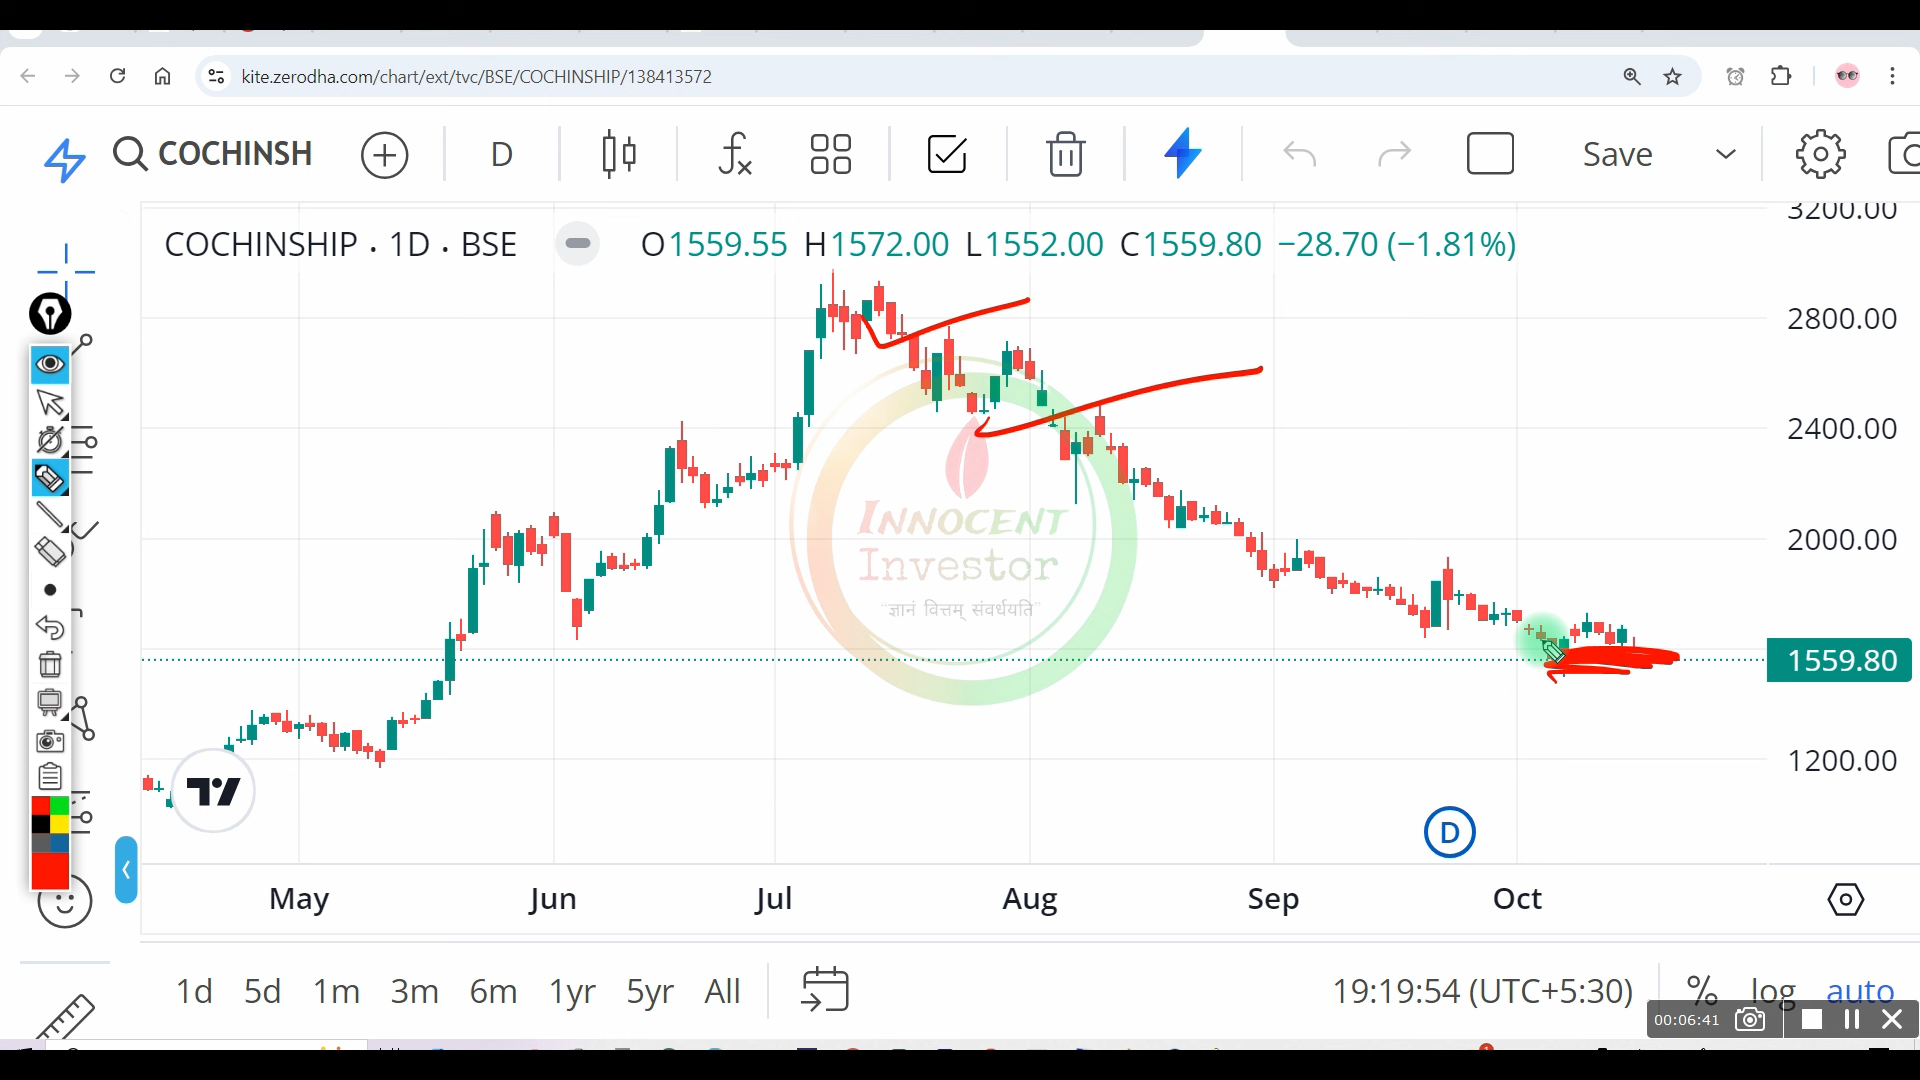 kite.zerodha.com/chart/ext/tvc/BSE/COCHINSHIP/138413572
COCHINSH D Save
3200.00
COCHINSHIP · 1D · BSE O1559.55 H1572.00 L1552.00 C1559.80 −28.70 (−1.81%)
2800.00
2400.00
INNOCENT
Investor
"ज्ञानं वित्तम् संवर्धयति"
2000.00
1559.80
1200.00
D
May Jun Jul Aug Sep Oct
1d 5d 1m 3m 6m 1yr 5yr All 19:19:54 (UTC+5:30) % log auto
00:06:41